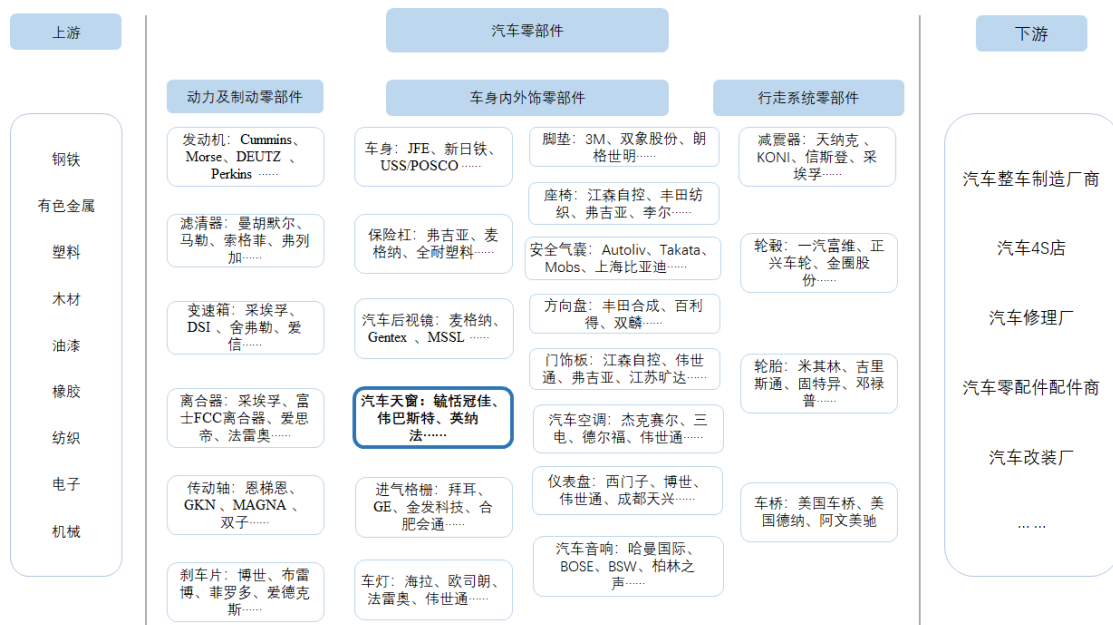 上游
汽车零部件
下游
动力及制动零部件
车身内外饰零部件
行走系统零部件
钢铁
有色金属
塑料
木材
油漆
橡胶
纺织
电子
机械
发动机：Cummins、
Morse、DEUTZ 、
Perkins ……
滤清器：曼胡默尔、
马勒、索格菲、弗列
加……
变速箱：采埃孚、
DSI 、舍弗勒、爱
信……
离合器：采埃孚、富
士FCC离合器、爱思
帝、法雷奥……
传动轴：恩梯恩、
GKN 、MAGNA、
双子……
刹车片：博世、布雷
博、菲罗多、爱德克
斯……
车身：JFE、新日铁、
USS/POSCO ……
保险杠：弗吉亚、麦
格纳、全耐塑料……
汽车后视镜：麦格纳、
Gentex 、MSSL ……
汽车天窗：毓恬冠佳、
伟巴斯特、英纳
法……
进气格栅：拜耳、
GE、金发科技、合
肥会通……
车灯：海拉、欧司朗、
法雷奥、伟世通……
脚垫：3M、双象股份、朗
格世明……
座椅：江森自控、丰田纺
织、弗吉亚、李尔……
安全气囊：Autoliv、Takata、
Mobs、上海比亚迪……
方向盘：丰田合成、百利
得、双麟……
门饰板：江森自控、伟世
通、弗吉亚、江苏旷达……
汽车空调：杰克赛尔、三
电、德尔福、伟世通……
仪表盘：西门子、博世、
伟世通、成都天兴……
汽车音响：哈曼国际、
BOSE、BSW、柏林之
声……
减震器：天纳克 、
KONI、信斯登、采
埃孚……
轮毂：一汽富维、正
兴车轮、金圈股
份……
轮胎：米其林、吉里
斯通、固特异、邓禄
普……
车桥：美国车桥、美
国德纳、阿文美驰
汽车整车制造厂商
汽车4S店
汽车修理厂
汽车零配件配件商
汽车改装厂
... ...